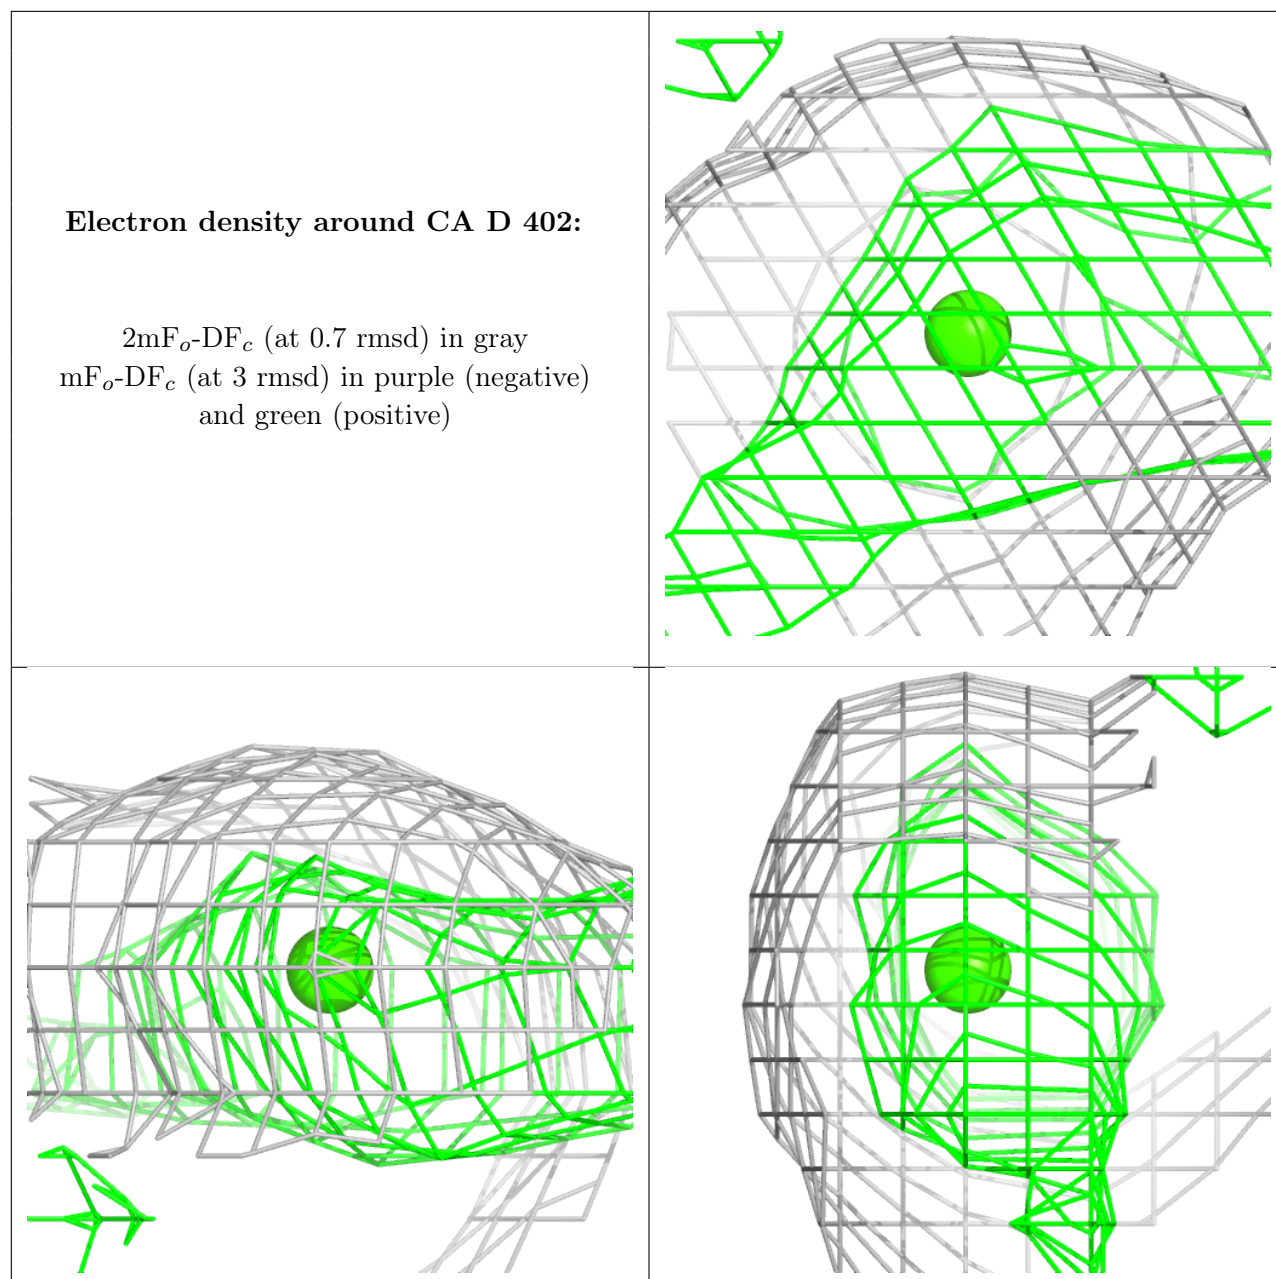 Electron density around CA D 402:
2mFo-DFc (at 0.7 rmsd) in gray
mFo-DFc (at 3 rmsd) in purple (negative)
and green (positive)